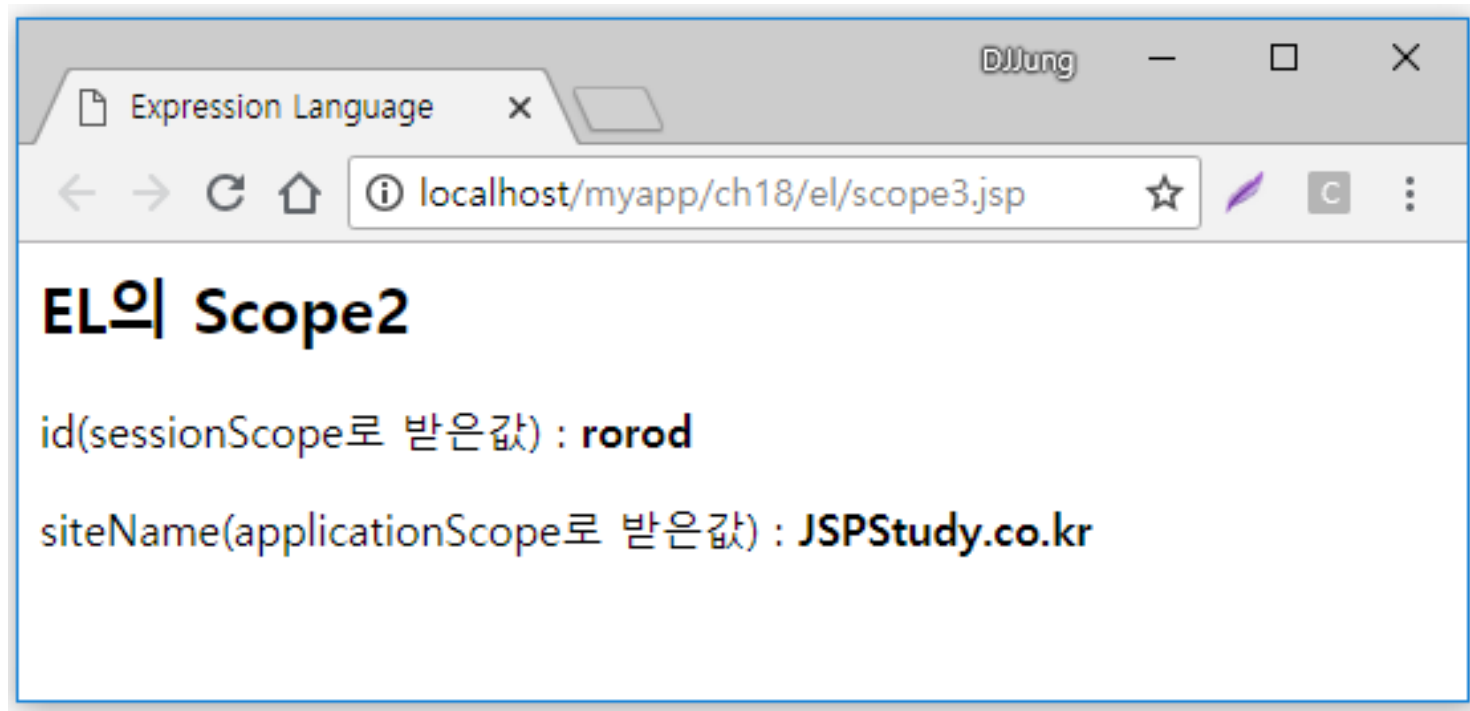 DJJung
Expression Language
localhost/myapp/ch18/el/scope3.jsp
C
EL의 Scope2
id(sessionScope로 받은값) : rorod
siteName(applicationScope로 받은값) : JSPStudy.co.kr